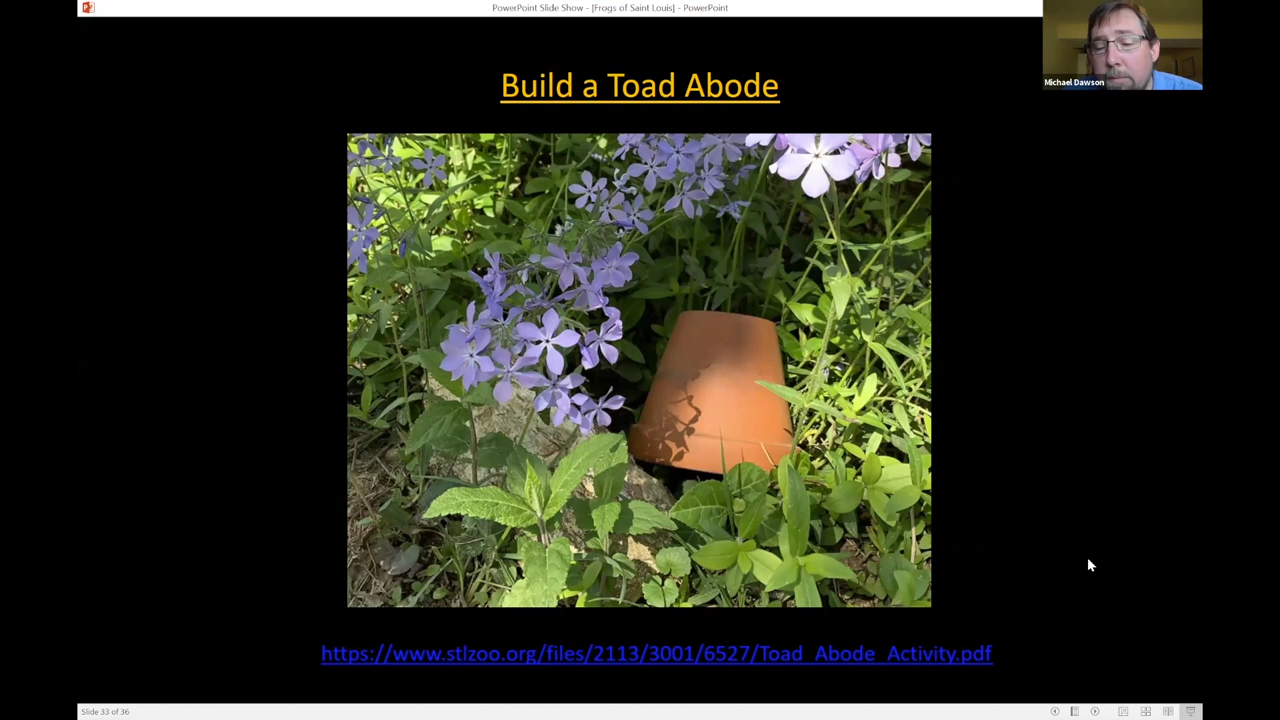 PowerPoint Slide Show - [Frogs of Saint Louis] - PowerPoint
Michael Dawson
Build a Toad Abode
https://www.stlzoo.org/files/2113/3001/6527/Toad_Abode_Activity.pdf
Slide 33 of 36